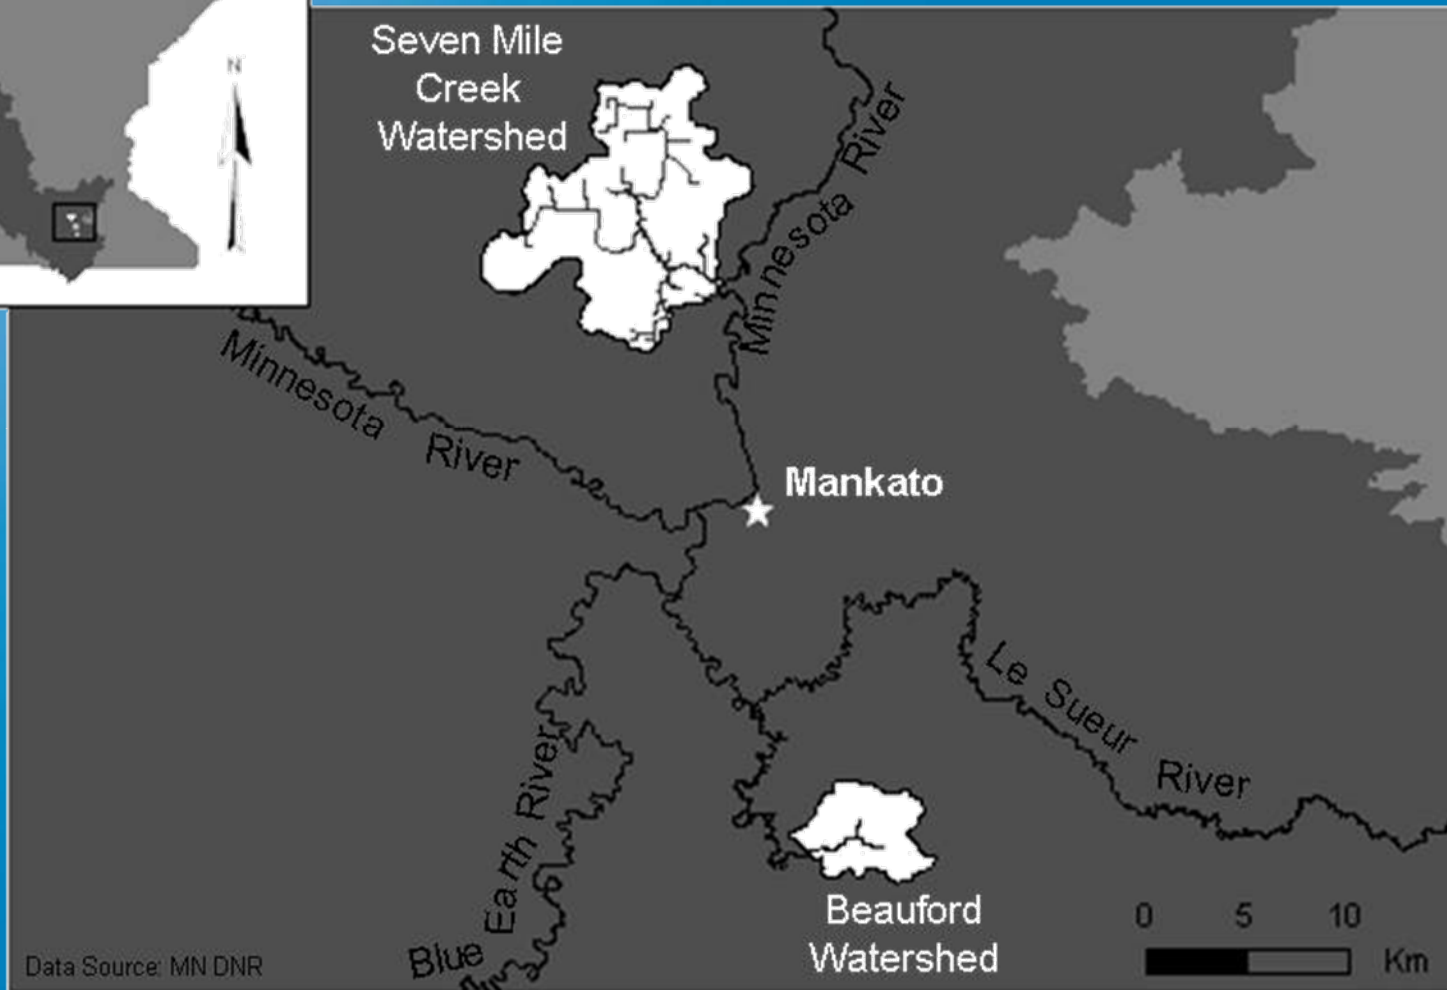 N
Seven Mile
Creek
Watershed
Minnesota River
Minnesota River
Mankato
Le Sueur River
Blue Earth River
Beauford
Watershed
0 5 10
Km
Data Source: MN DNR